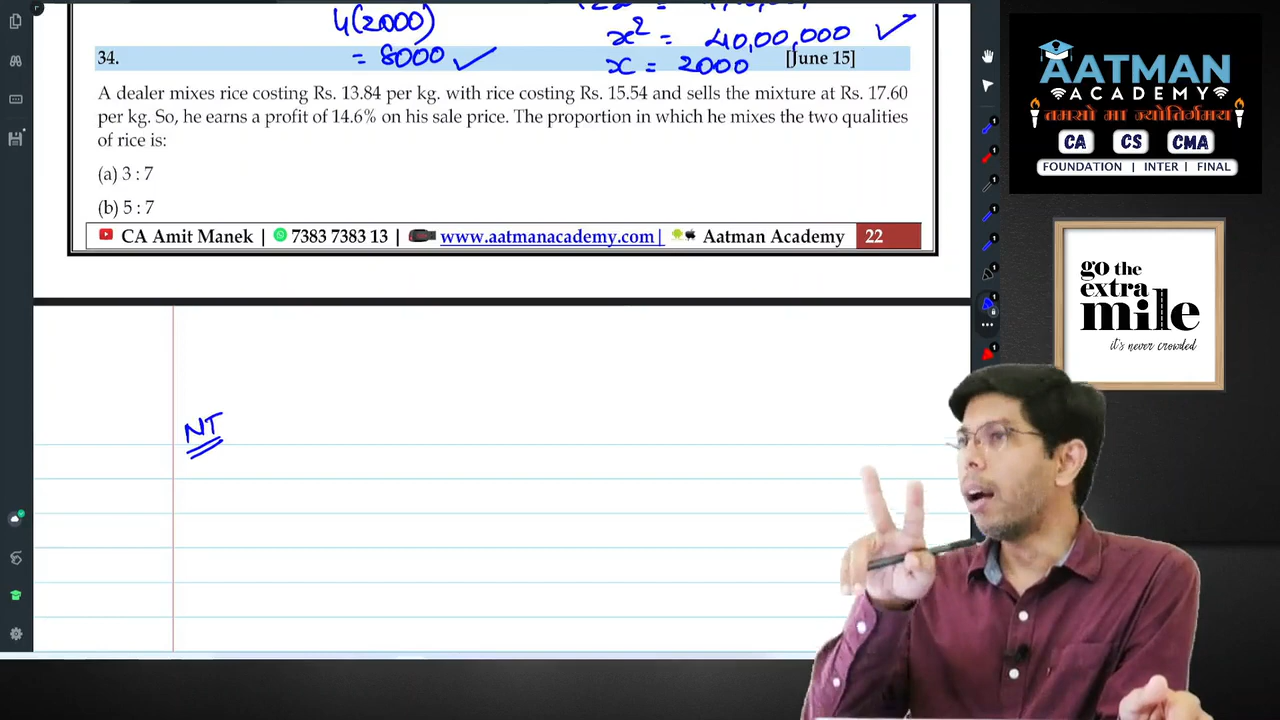 4(2000)
= 8000 ✓
x² = 40,00,000 ✓
x = 2000
34.
[June 15]
A dealer mixes rice costing Rs. 13.84 per kg. with rice costing Rs. 15.54 and sells the mixture at Rs. 17.60
per kg. So, he earns a profit of 14.6% on his sale price. The proportion in which he mixes the two qualities
of rice is:
(a) 3 : 7
(b) 5 : 7
CA Amit Manek | 7383 7383 13 | www.aatmanacademy.com| Aatman Academy 22
NT
AATMAN
ACADEMY
तमसो मा ज्योतिर्गमय
CA CS CMA
FOUNDATION | INTER | FINAL
go the
extra
mile
it's never crowded